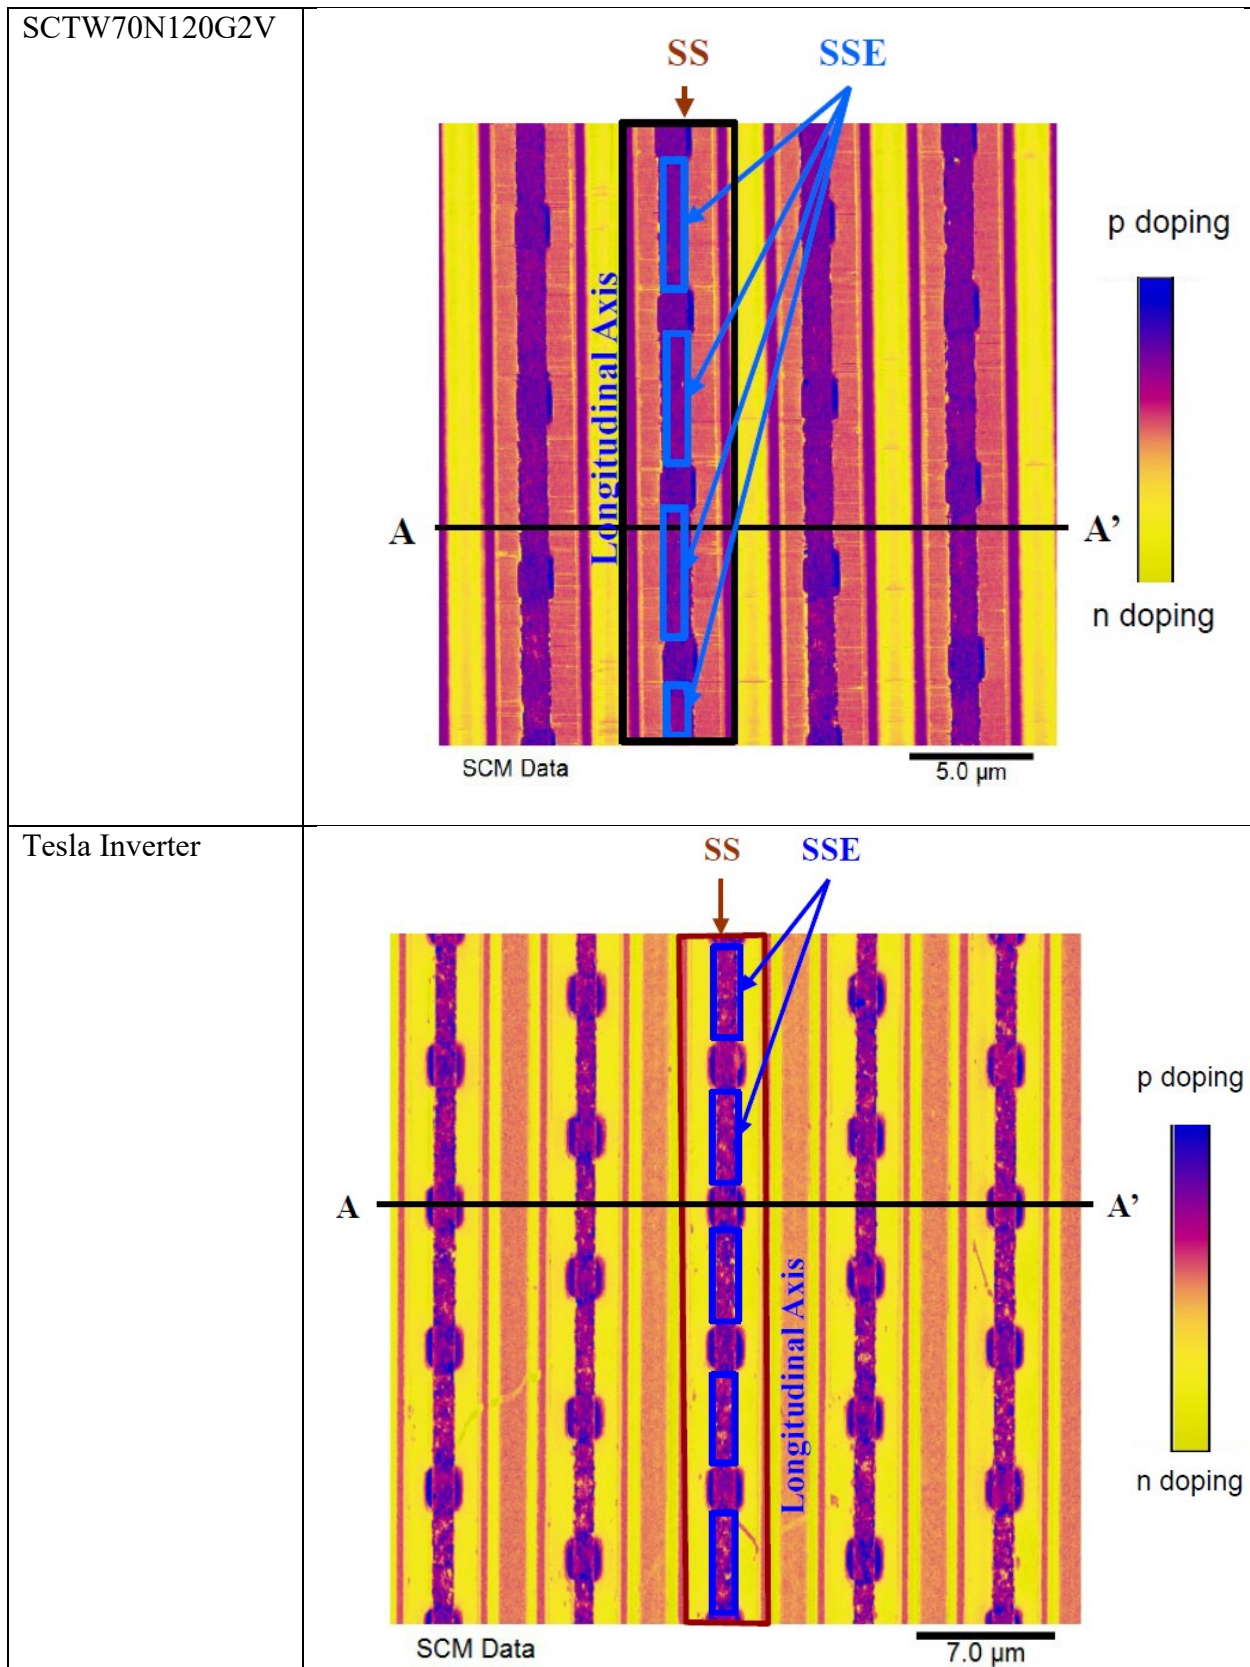 SCTW70N120G2V
SS SSE
p doping
Longitudinal Axis
A A’
n doping
SCM Data 5.0 µm
Tesla Inverter
SS SSE
p doping
A A’
Longitudinal Axis
n doping
SCM Data 7.0 µm